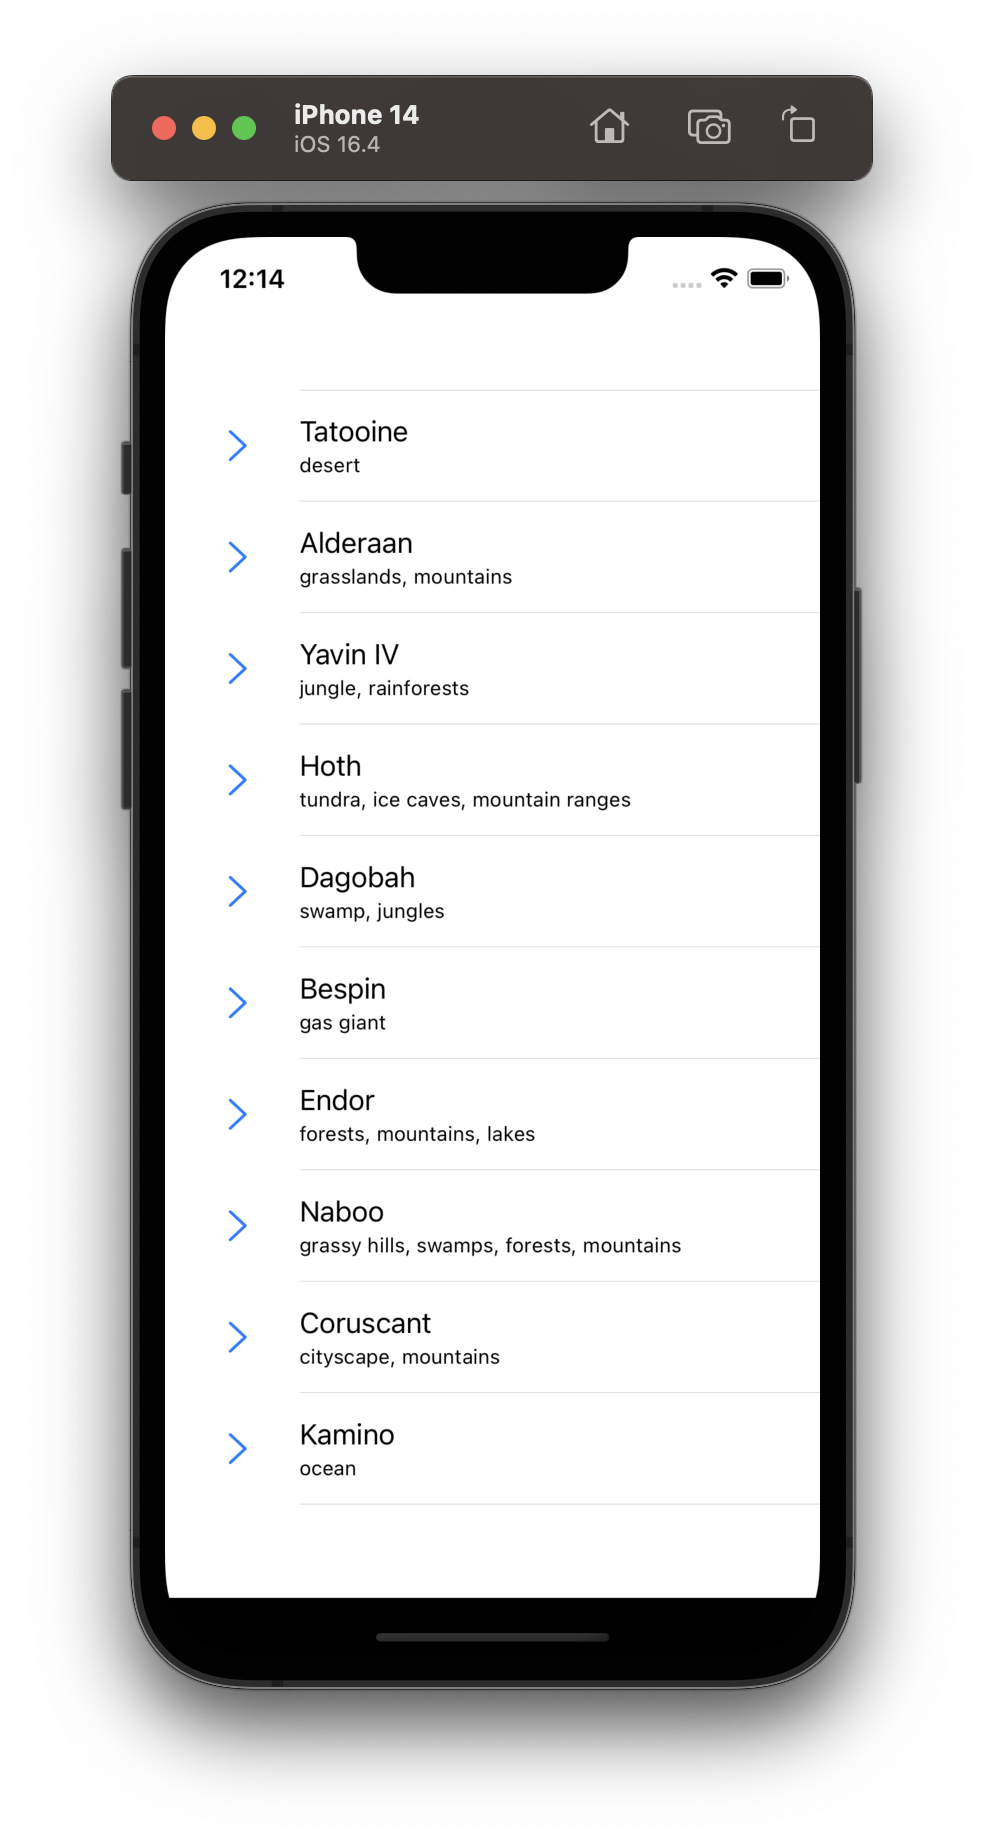 iPhone 14
iOS 16.4
12:14
Tatooine
desert
Alderaan
grasslands, mountains
Yavin IV
jungle, rainforests
Hoth
tundra, ice caves, mountain ranges
Dagobah
swamp, jungles
Bespin
gas giant
Endor
forests, mountains, lakes
Naboo
grassy hills, swamps, forests, mountains
Coruscant
cityscape, mountains
Kamino
ocean